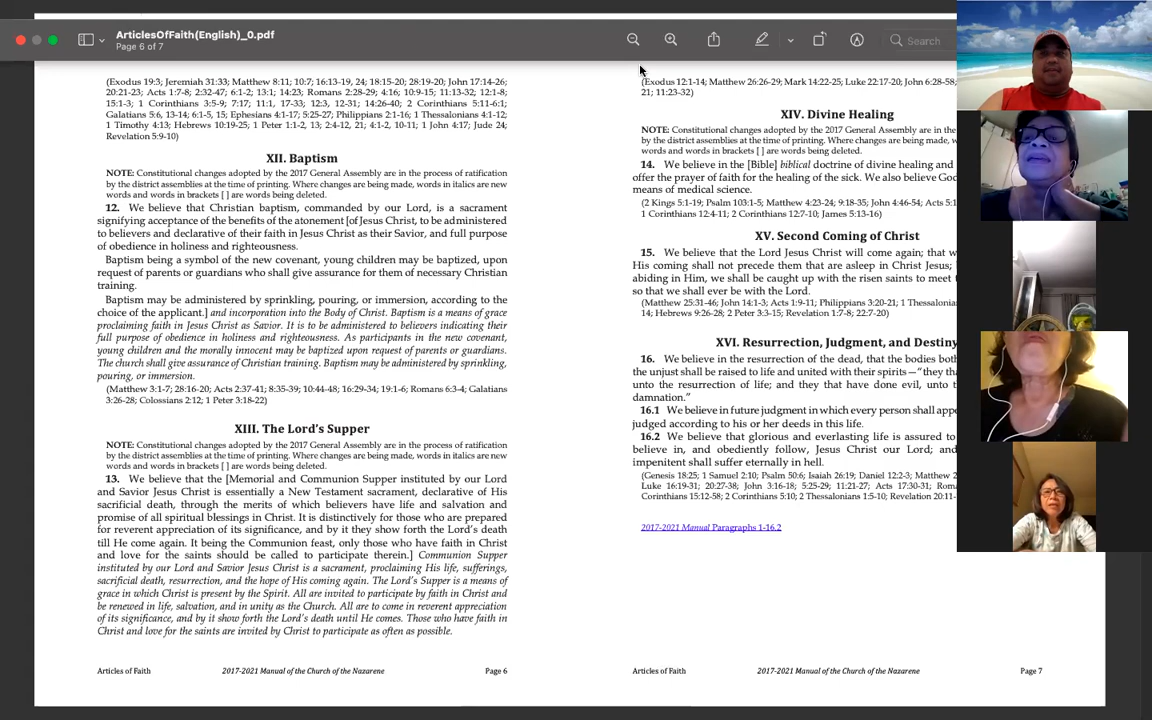 ArticlesOfFaith(English)_0.pdf
Page 6 of 7
Search
(Exodus 19:3; Jeremiah 31:33; Matthew 8:11; 10:7; 16:13-19, 24; 18:15-20; 28:19-20; John 17:14-26;
20:21-23; Acts 1:7-8; 2:32-47; 6:1-2; 13:1; 14:23; Romans 2:28-29; 4:16; 10:9-15; 11:13-32; 12:1-8;
15:1-3; 1 Corinthians 3:5-9; 7:17; 11:1, 17-33; 12:3, 12-31; 14:26-40; 2 Corinthians 5:11-6:1;
Galatians 5:6, 13-14; 6:1-5, 15; Ephesians 4:1-17; 5:25-27; Philippians 2:1-16; 1 Thessalonians 4:1-12;
1 Timothy 4:13; Hebrews 10:19-25; 1 Peter 1:1-2, 13; 2:4-12, 21; 4:1-2, 10-11; 1 John 4:17; Jude 24;
Revelation 5:9-10)
XII. Baptism
NOTE: Constitutional changes adopted by the 2017 General Assembly are in the process of ratification
by the district assemblies at the time of printing. Where changes are being made, words in italics are new
words and words in brackets [ ] are words being deleted.
12. We believe that Christian baptism, commanded by our Lord, is a sacrament
signifying acceptance of the benefits of the atonement [of Jesus Christ, to be administered
to believers and declarative of their faith in Jesus Christ as their Savior, and full purpose
of obedience in holiness and righteousness.
Baptism being a symbol of the new covenant, young children may be baptized, upon
request of parents or guardians who shall give assurance for them of necessary Christian
training.
Baptism may be administered by sprinkling, pouring, or immersion, according to the
choice of the applicant.] and incorporation into the Body of Christ. Baptism is a means of grace
proclaiming faith in Jesus Christ as Savior. It is to be administered to believers indicating their
full purpose of obedience in holiness and righteousness. As participants in the new covenant,
young children and the morally innocent may be baptized upon request of parents or guardians.
The church shall give assurance of Christian training. Baptism may be administered by sprinkling,
pouring, or immersion.
(Matthew 3:1-7; 28:16-20; Acts 2:37-41; 8:35-39; 10:44-48; 16:29-34; 19:1-6; Romans 6:3-4; Galatians
3:26-28; Colossians 2:12; 1 Peter 3:18-22)
XIII. The Lord's Supper
NOTE: Constitutional changes adopted by the 2017 General Assembly are in the process of ratification
by the district assemblies at the time of printing. Where changes are being made, words in italics are new
words and words in brackets [ ] are words being deleted.
13. We believe that the [Memorial and Communion Supper instituted by our Lord
and Savior Jesus Christ is essentially a New Testament sacrament, declarative of His
sacrificial death, through the merits of which believers have life and salvation and
promise of all spiritual blessings in Christ. It is distinctively for those who are prepared
for reverent appreciation of its significance, and by it they show forth the Lord's death
till He come again. It being the Communion feast, only those who have faith in Christ
and love for the saints should be called to participate therein.] Communion Supper
instituted by our Lord and Savior Jesus Christ is a sacrament, proclaiming His life, sufferings,
sacrificial death, resurrection, and the hope of His coming again. The Lord's Supper is a means of
grace in which Christ is present by the Spirit. All are invited to participate by faith in Christ and
be renewed in life, salvation, and in unity as the Church. All are to come in reverent appreciation
of its significance, and by it show forth the Lord's death until He comes. Those who have faith in
Christ and love for the saints are invited by Christ to participate as often as possible.
Articles of Faith 2017-2021 Manual of the Church of the Nazarene Page 6
(Exodus 12:1-14; Matthew 26:26-29; Mark 14:22-25; Luke 22:17-20; John 6:28-58;
21; 11:23-32)
XIV. Divine Healing
NOTE: Constitutional changes adopted by the 2017 General Assembly are in the
by the district assemblies at the time of printing. Where changes are being made, w
words and words in brackets [ ] are words being deleted.
14. We believe in the [Bible] biblical doctrine of divine healing and
offer the prayer of faith for the healing of the sick. We also believe God
means of medical science.
(2 Kings 5:1-19; Psalm 103:1-5; Matthew 4:23-24; 9:18-35; John 4:46-54; Acts 5:1
1 Corinthians 12:4-11; 2 Corinthians 12:7-10; James 5:13-16)
XV. Second Coming of Christ
15. We believe that the Lord Jesus Christ will come again; that w
His coming shall not precede them that are asleep in Christ Jesus;
abiding in Him, we shall be caught up with the risen saints to meet t
so that we shall ever be with the Lord.
(Matthew 25:31-46; John 14:1-3; Acts 1:9-11; Philippians 3:20-21; 1 Thessalonia
14; Hebrews 9:26-28; 2 Peter 3:3-15; Revelation 1:7-8; 22:7-20)
XVI. Resurrection, Judgment, and Destiny
16. We believe in the resurrection of the dead, that the bodies both
the unjust shall be raised to life and united with their spirits—"they tha
unto the resurrection of life; and they that have done evil, unto t
damnation."
16.1 We believe in future judgment in which every person shall appe
judged according to his or her deeds in this life.
16.2 We believe that glorious and everlasting life is assured to
believe in, and obediently follow, Jesus Christ our Lord; and
impenitent shall suffer eternally in hell.
(Genesis 18:25; 1 Samuel 2:10; Psalm 50:6; Isaiah 26:19; Daniel 12:2-3; Matthew 2
Luke 16:19-31; 20:27-38; John 3:16-18; 5:25-29; 11:21-27; Acts 17:30-31; Roma
Corinthians 15:12-58; 2 Corinthians 5:10; 2 Thessalonians 1:5-10; Revelation 20:11-
2017-2021 Manual Paragraphs 1-16.2
Articles of Faith 2017-2021 Manual of the Church of the Nazarene Page 7